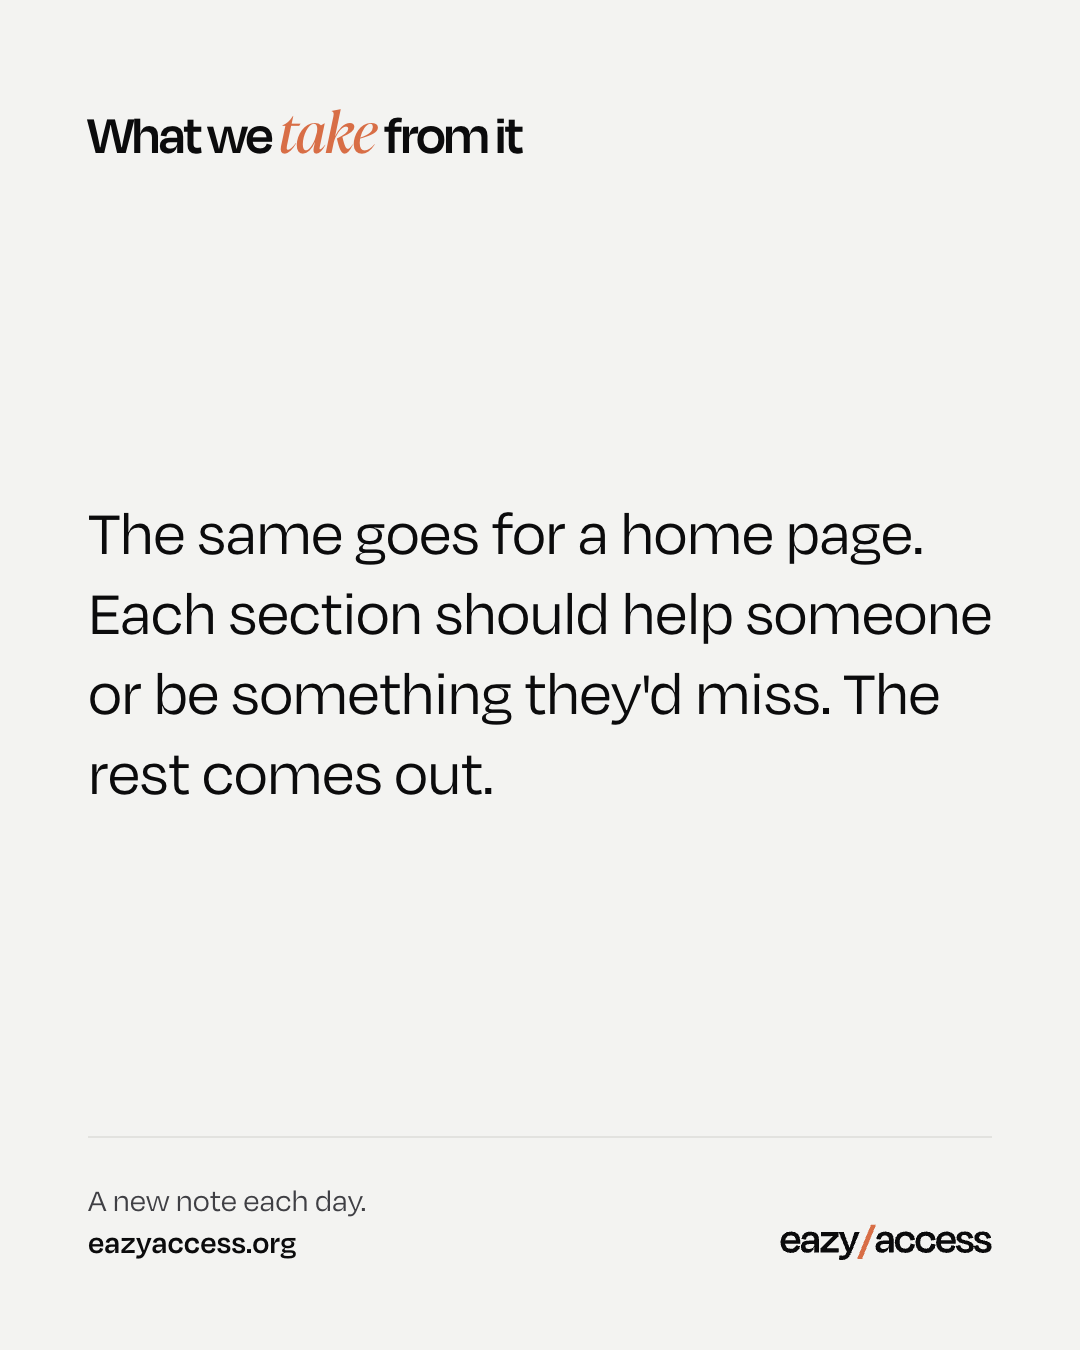 What we take from it
The same goes for a home page.
Each section should help someone
or be something they'd miss. The
rest comes out.
A new note each day.
eazyaccess.org
eazy/access